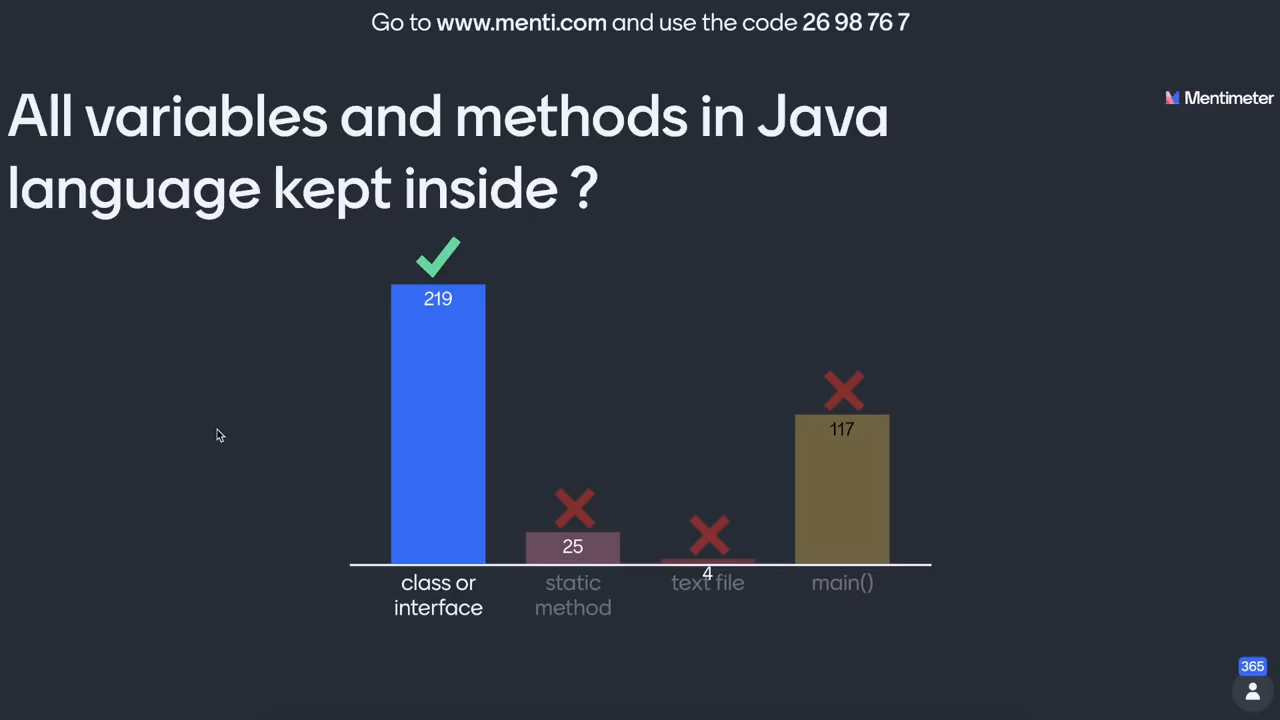 Go to www.menti.com and use the code 26 98 76 7
Mentimeter
All variables and methods in Java
language kept inside ?
219
117
25
4
class or
interface
static
method
text file
main()
365